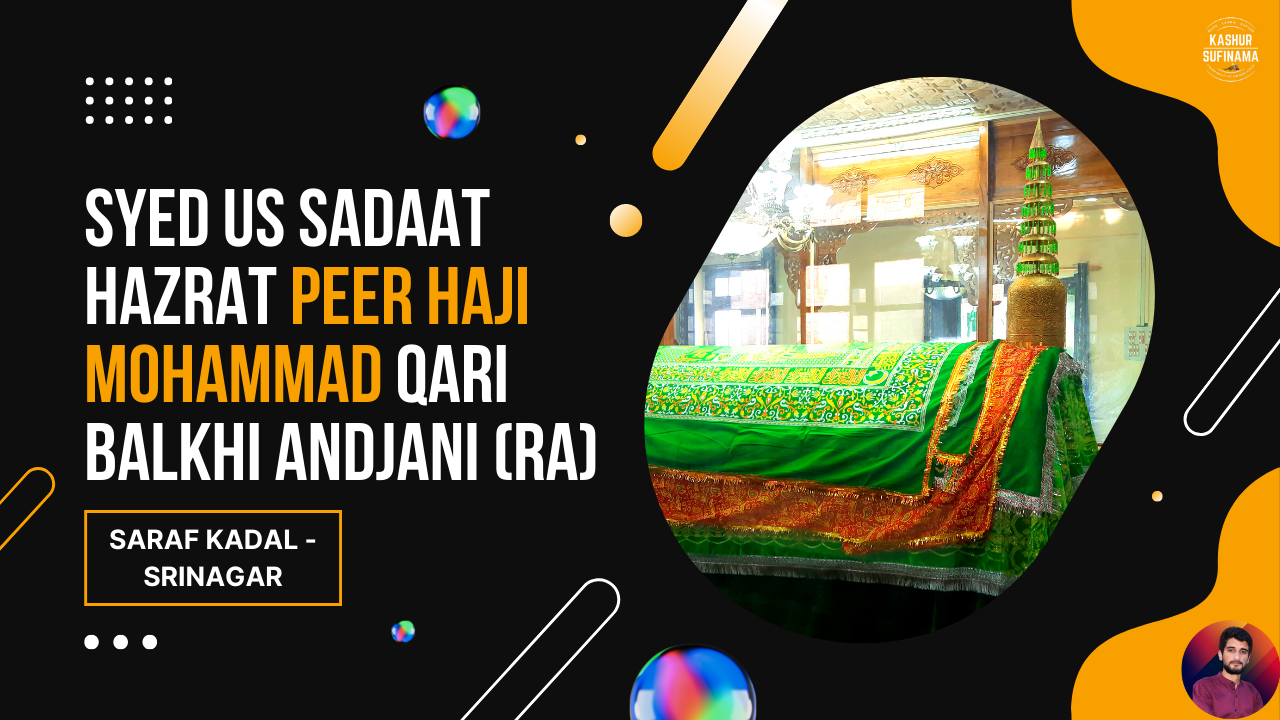 KASHUR
SUFINAMA
SYED US SADAAT
HAZRAT PEER HAJI
MOHAMMAD QARI
BALKHI ANDJANI (RA)
SARAF KADAL -
SRINAGAR